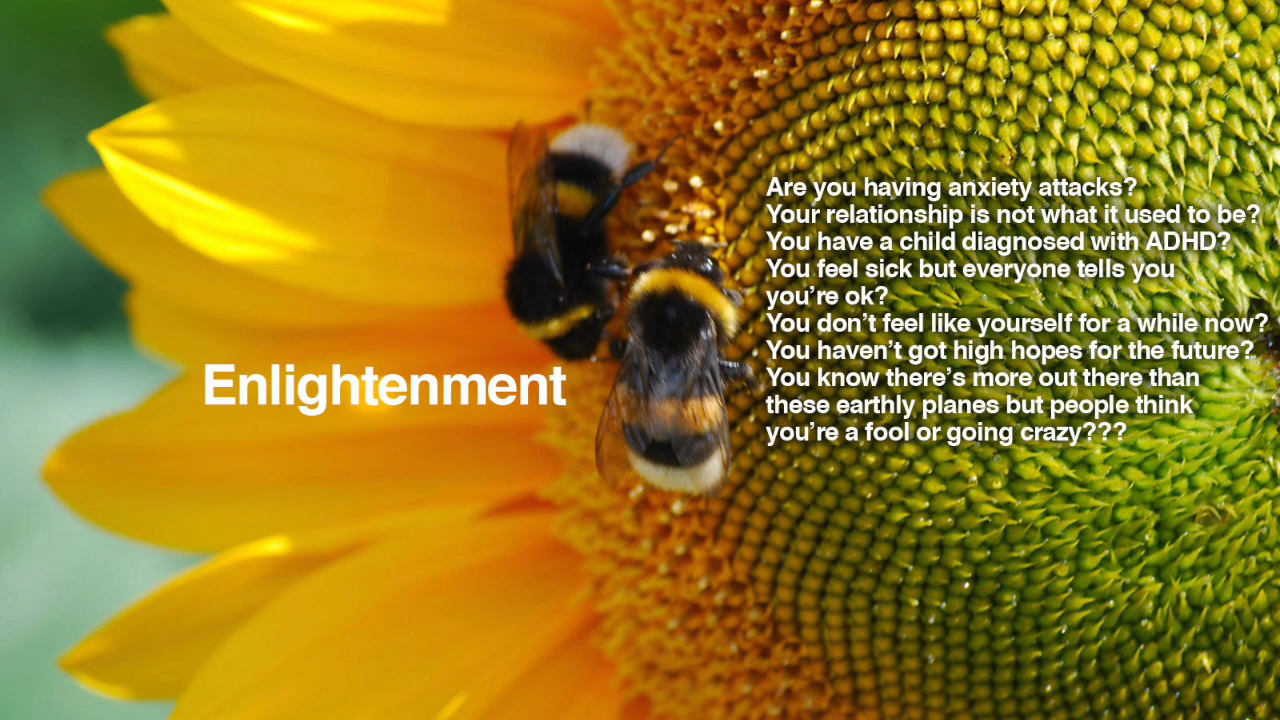 Enlightenment
Are you having anxiety attacks?
Your relationship is not what it used to be?
You have a child diagnosed with ADHD?
You feel sick but everyone tells you
you’re ok?
You don’t feel like yourself for a while now?
You haven’t got high hopes for the future?
You know there’s more out there than
these earthly planes but people think
you’re a fool or going crazy???